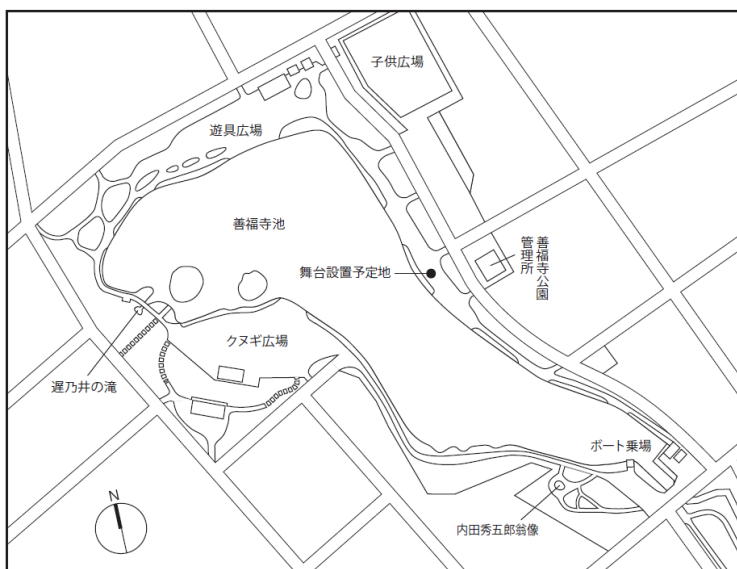 子供広場
遊具広場
善福寺池
舞台設置予定地
善福寺公園
管理所
クヌギ広場
遅乃井の滝
ボート乗場
内田秀五郎翁像
N